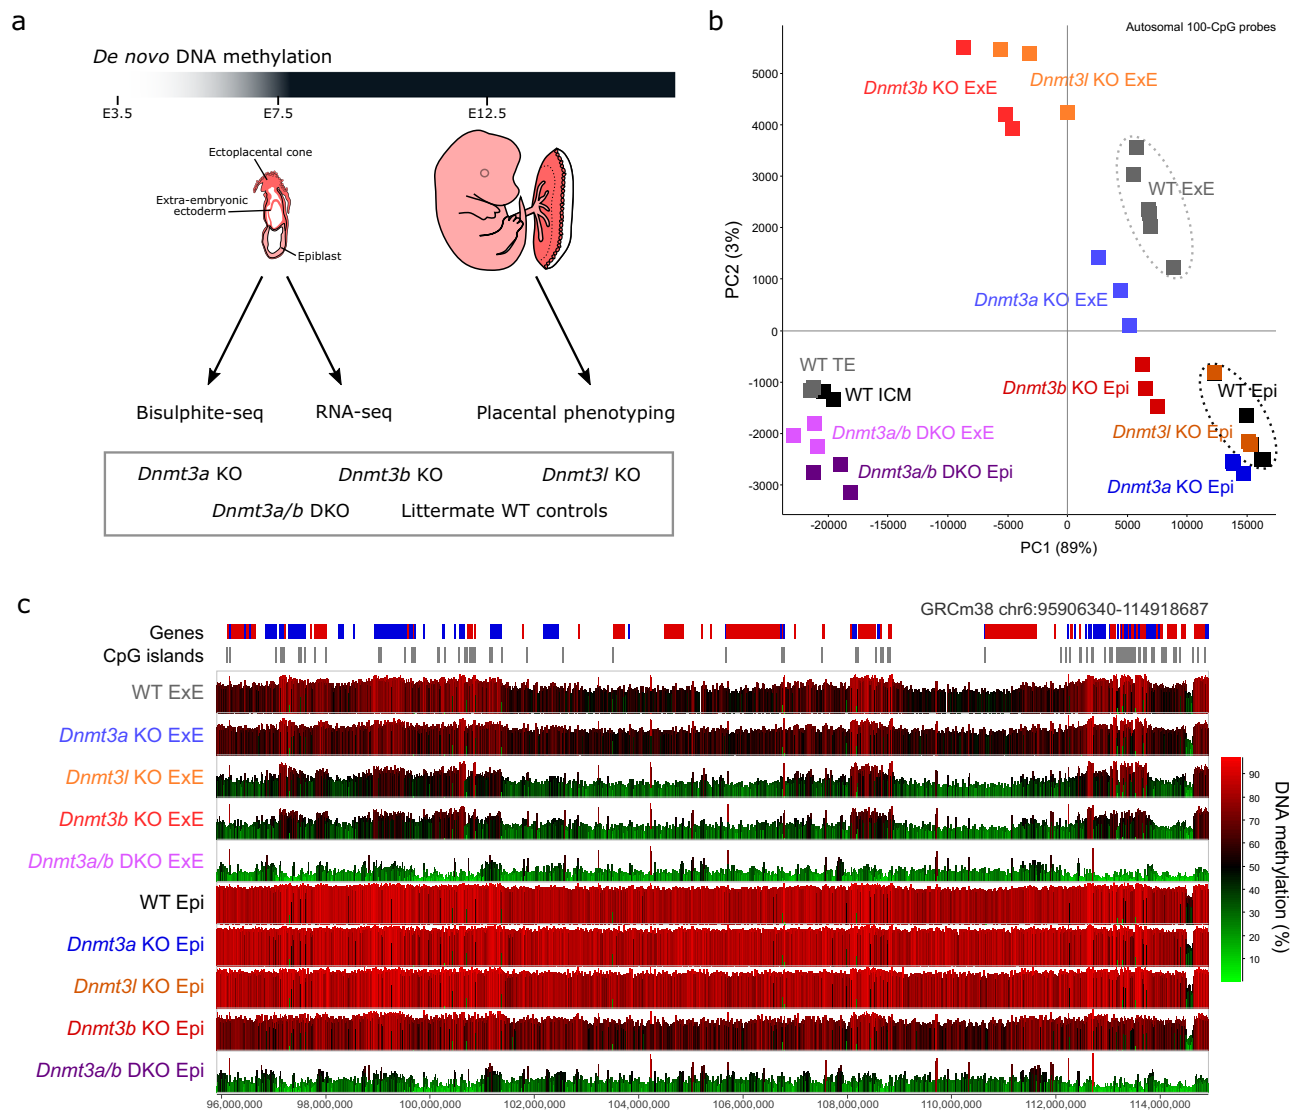 a
De novo DNA methylation
E3.5
E7.5
E12.5
Ectoplacental cone
Extra-embryonic
ectoderm
Epiblast
Bisulphite-seq
RNA-seq
Placental phenotyping
Dnmt3a KO
Dnmt3b KO
Dnmt3l KO
Dnmt3a/b DKO
Littermate WT controls
b
Autosomal 100-CpG probes
PC2 (3%)
5000
4000
3000
2000
1000
0
-1000
-2000
-3000
Dnmt3b KO ExE
Dnmt3l KO ExE
WT ExE
Dnmt3a KO ExE
WT TE
WT ICM
Dnmt3a/b DKO ExE
Dnmt3a/b DKO Epi
Dnmt3b KO Epi
WT Epi
Dnmt3l KO Epi
Dnmt3a KO Epi
-20000
-15000
-10000
-5000
0
5000
10000
15000
PC1 (89%)
c
GRCm38 chr6:95906340-114918687
Genes
CpG islands
WT ExE
Dnmt3a KO ExE
Dnmt3l KO ExE
Dnmt3b KO ExE
Dnmt3a/b DKO ExE
WT Epi
Dnmt3a KO Epi
Dnmt3l KO Epi
Dnmt3b KO Epi
Dnmt3a/b DKO Epi
96,000,000
98,000,000
100,000,000
102,000,000
104,000,000
106,000,000
108,000,000
110,000,000
112,000,000
114,000,000
90
80
70
60
50
40
30
20
10
DNA methylation (%)